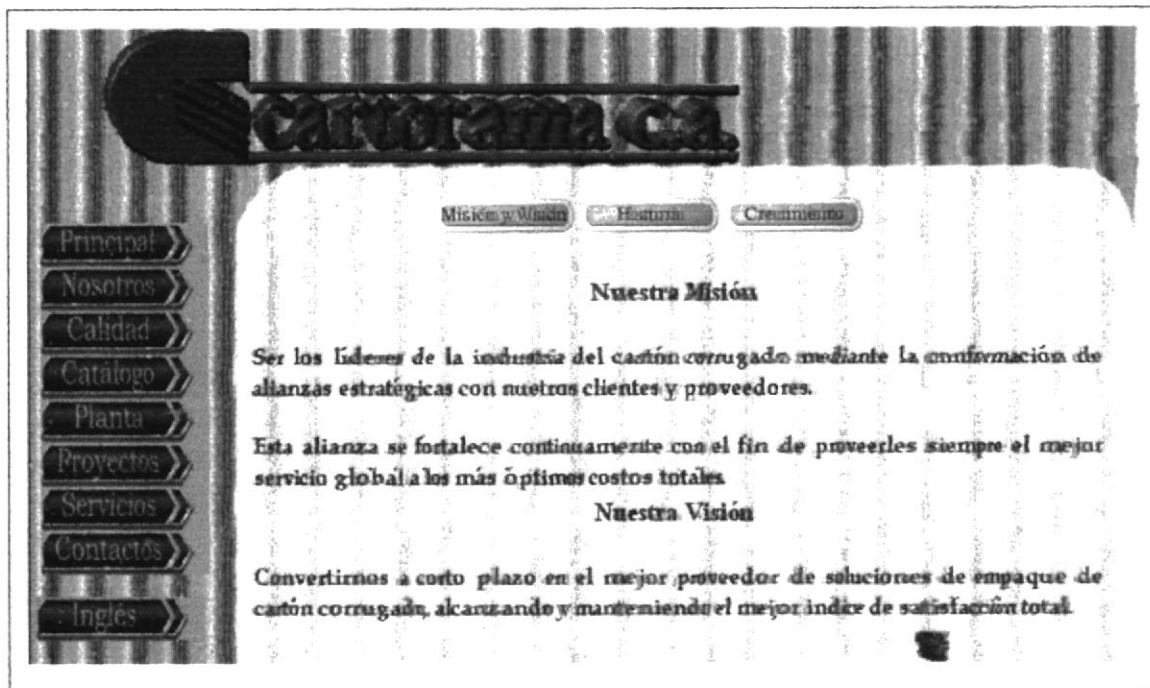 cartorama c.a.
Misión y Visión
Historia
Crecimiento
Principal
Nosotros
Calidad
Catálogo
Planta
Proyectos
Servicios
Contactos
Inglés
Nuestra Misión
Ser los líderes de la industria del cartón corrugado mediante la conformación de
alianzas estratégicas con nuetros clientes y proveedores.
Esta alianza se fortalece continuamente con el fin de proveerles siempre el mejor
servicio global a los más óptimos costos totales.
Nuestra Visión
Convertirnos a corto plazo en el mejor proveedor de soluciones de empaque de
cartón corrugado, alcanzando y manteniendo el mejor índice de satisfacción total.